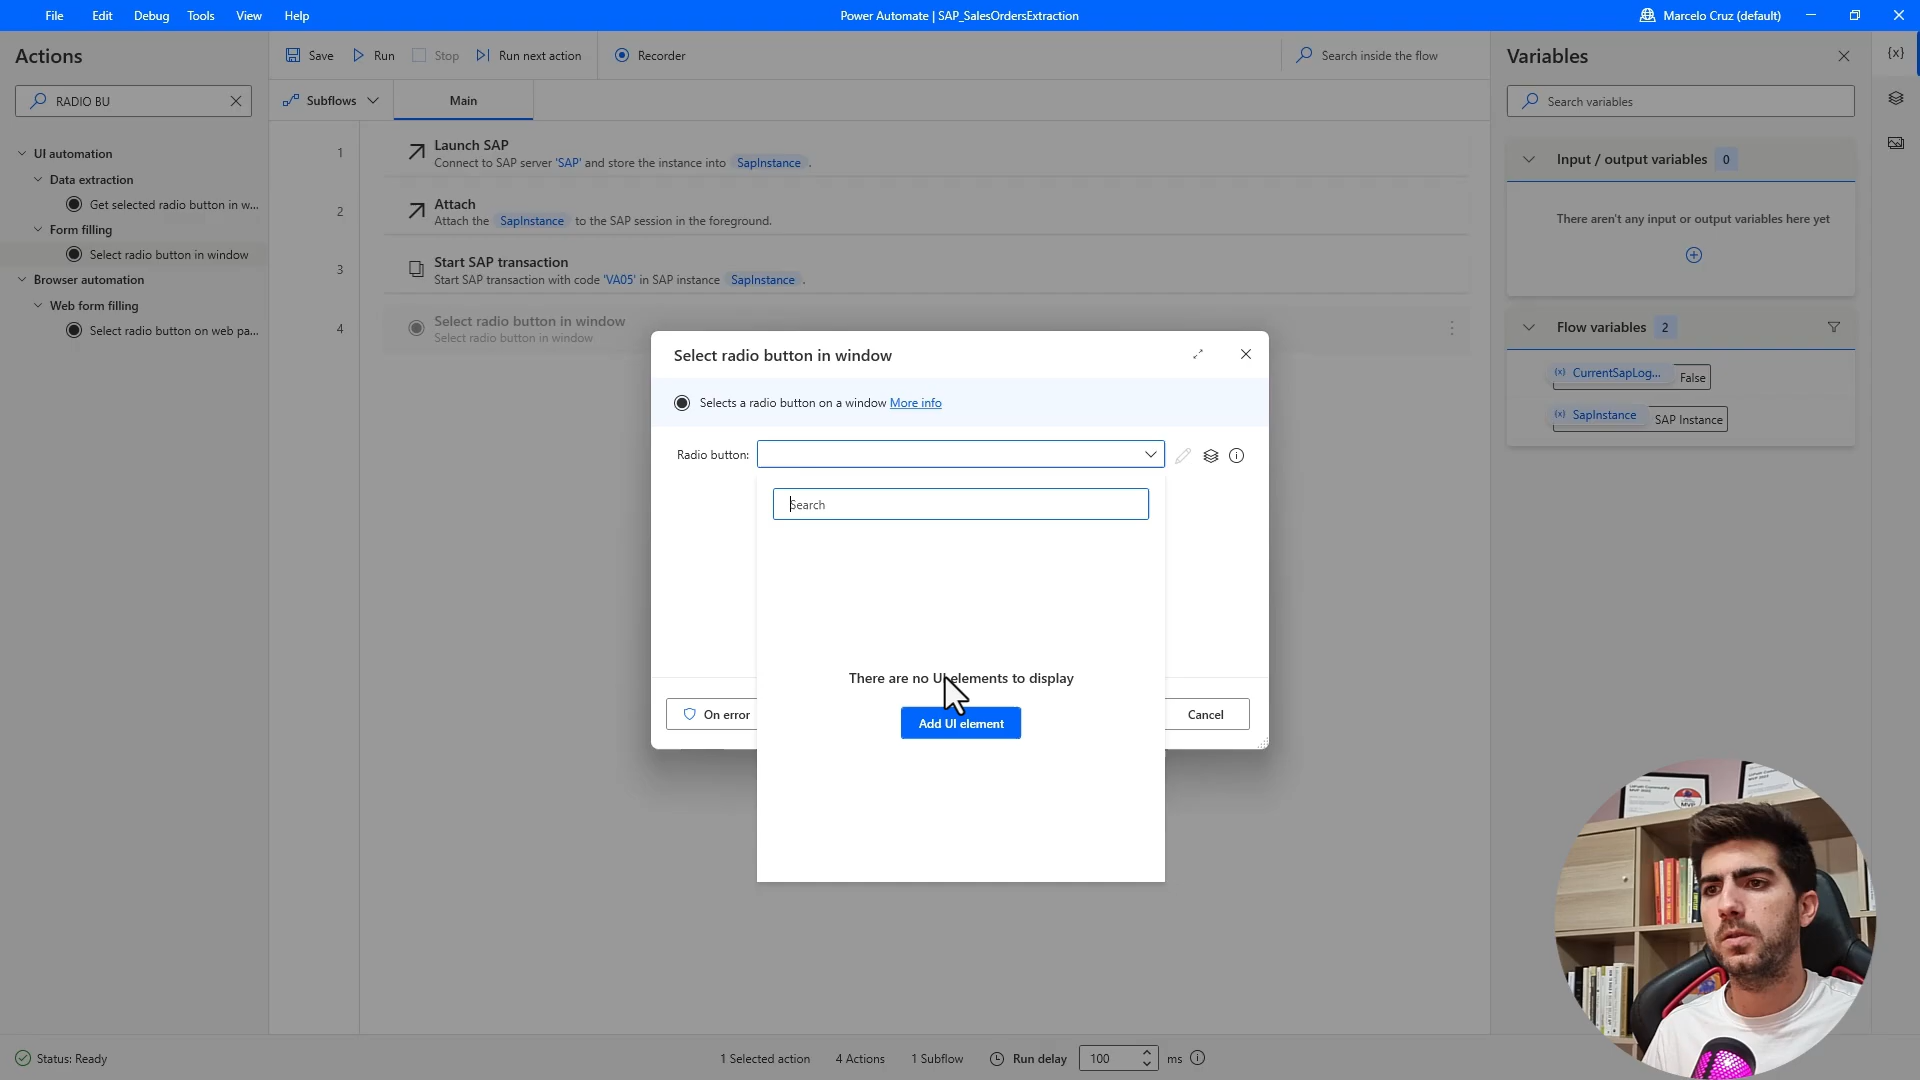 File Edit Debug Tools View Help
Power Automate | SAP_SalesOrdersExtraction
Marcelo Cruz (default)
Actions
RADIO BU
UI automation
Data extraction
Get selected radio button in w...
Form filling
Select radio button in window
Browser automation
Web form filling
Select radio button on web pa...
Save Run Stop Run next action Recorder
Search inside the flow
Subflows Main
1 Launch SAP
Connect to SAP server 'SAP' and store the instance into SapInstance .
2 Attach
Attach the SapInstance to the SAP session in the foreground.
3 Start SAP transaction
Start SAP transaction with code 'VA05' in SAP instance SapInstance .
4 Select radio button in window
Select radio button in window
Select radio button in window
Selects a radio button on a window More info
Radio button:
Search
There are no UI elements to display
Add UI element
On error
Cancel
Variables
{x}
Search variables
Input / output variables 0
There aren't any input or output variables here yet
Flow variables 2
(x) CurrentSapLog... False
(x) SapInstance SAP Instance
Status: Ready
1 Selected action 4 Actions 1 Subflow Run delay 100 ms